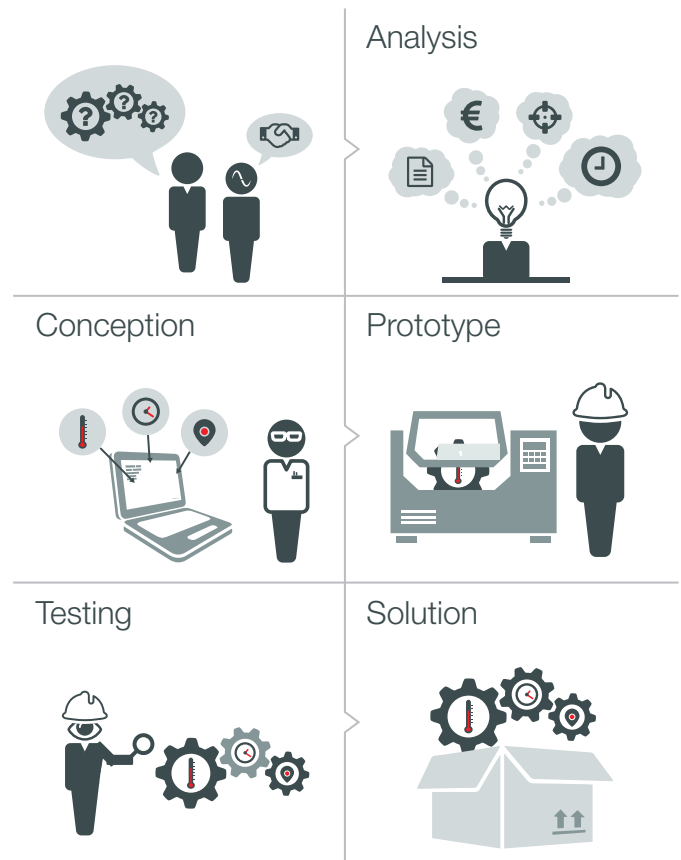 ? ? ?
Analysis
€
Conception
Prototype
Testing
Solution